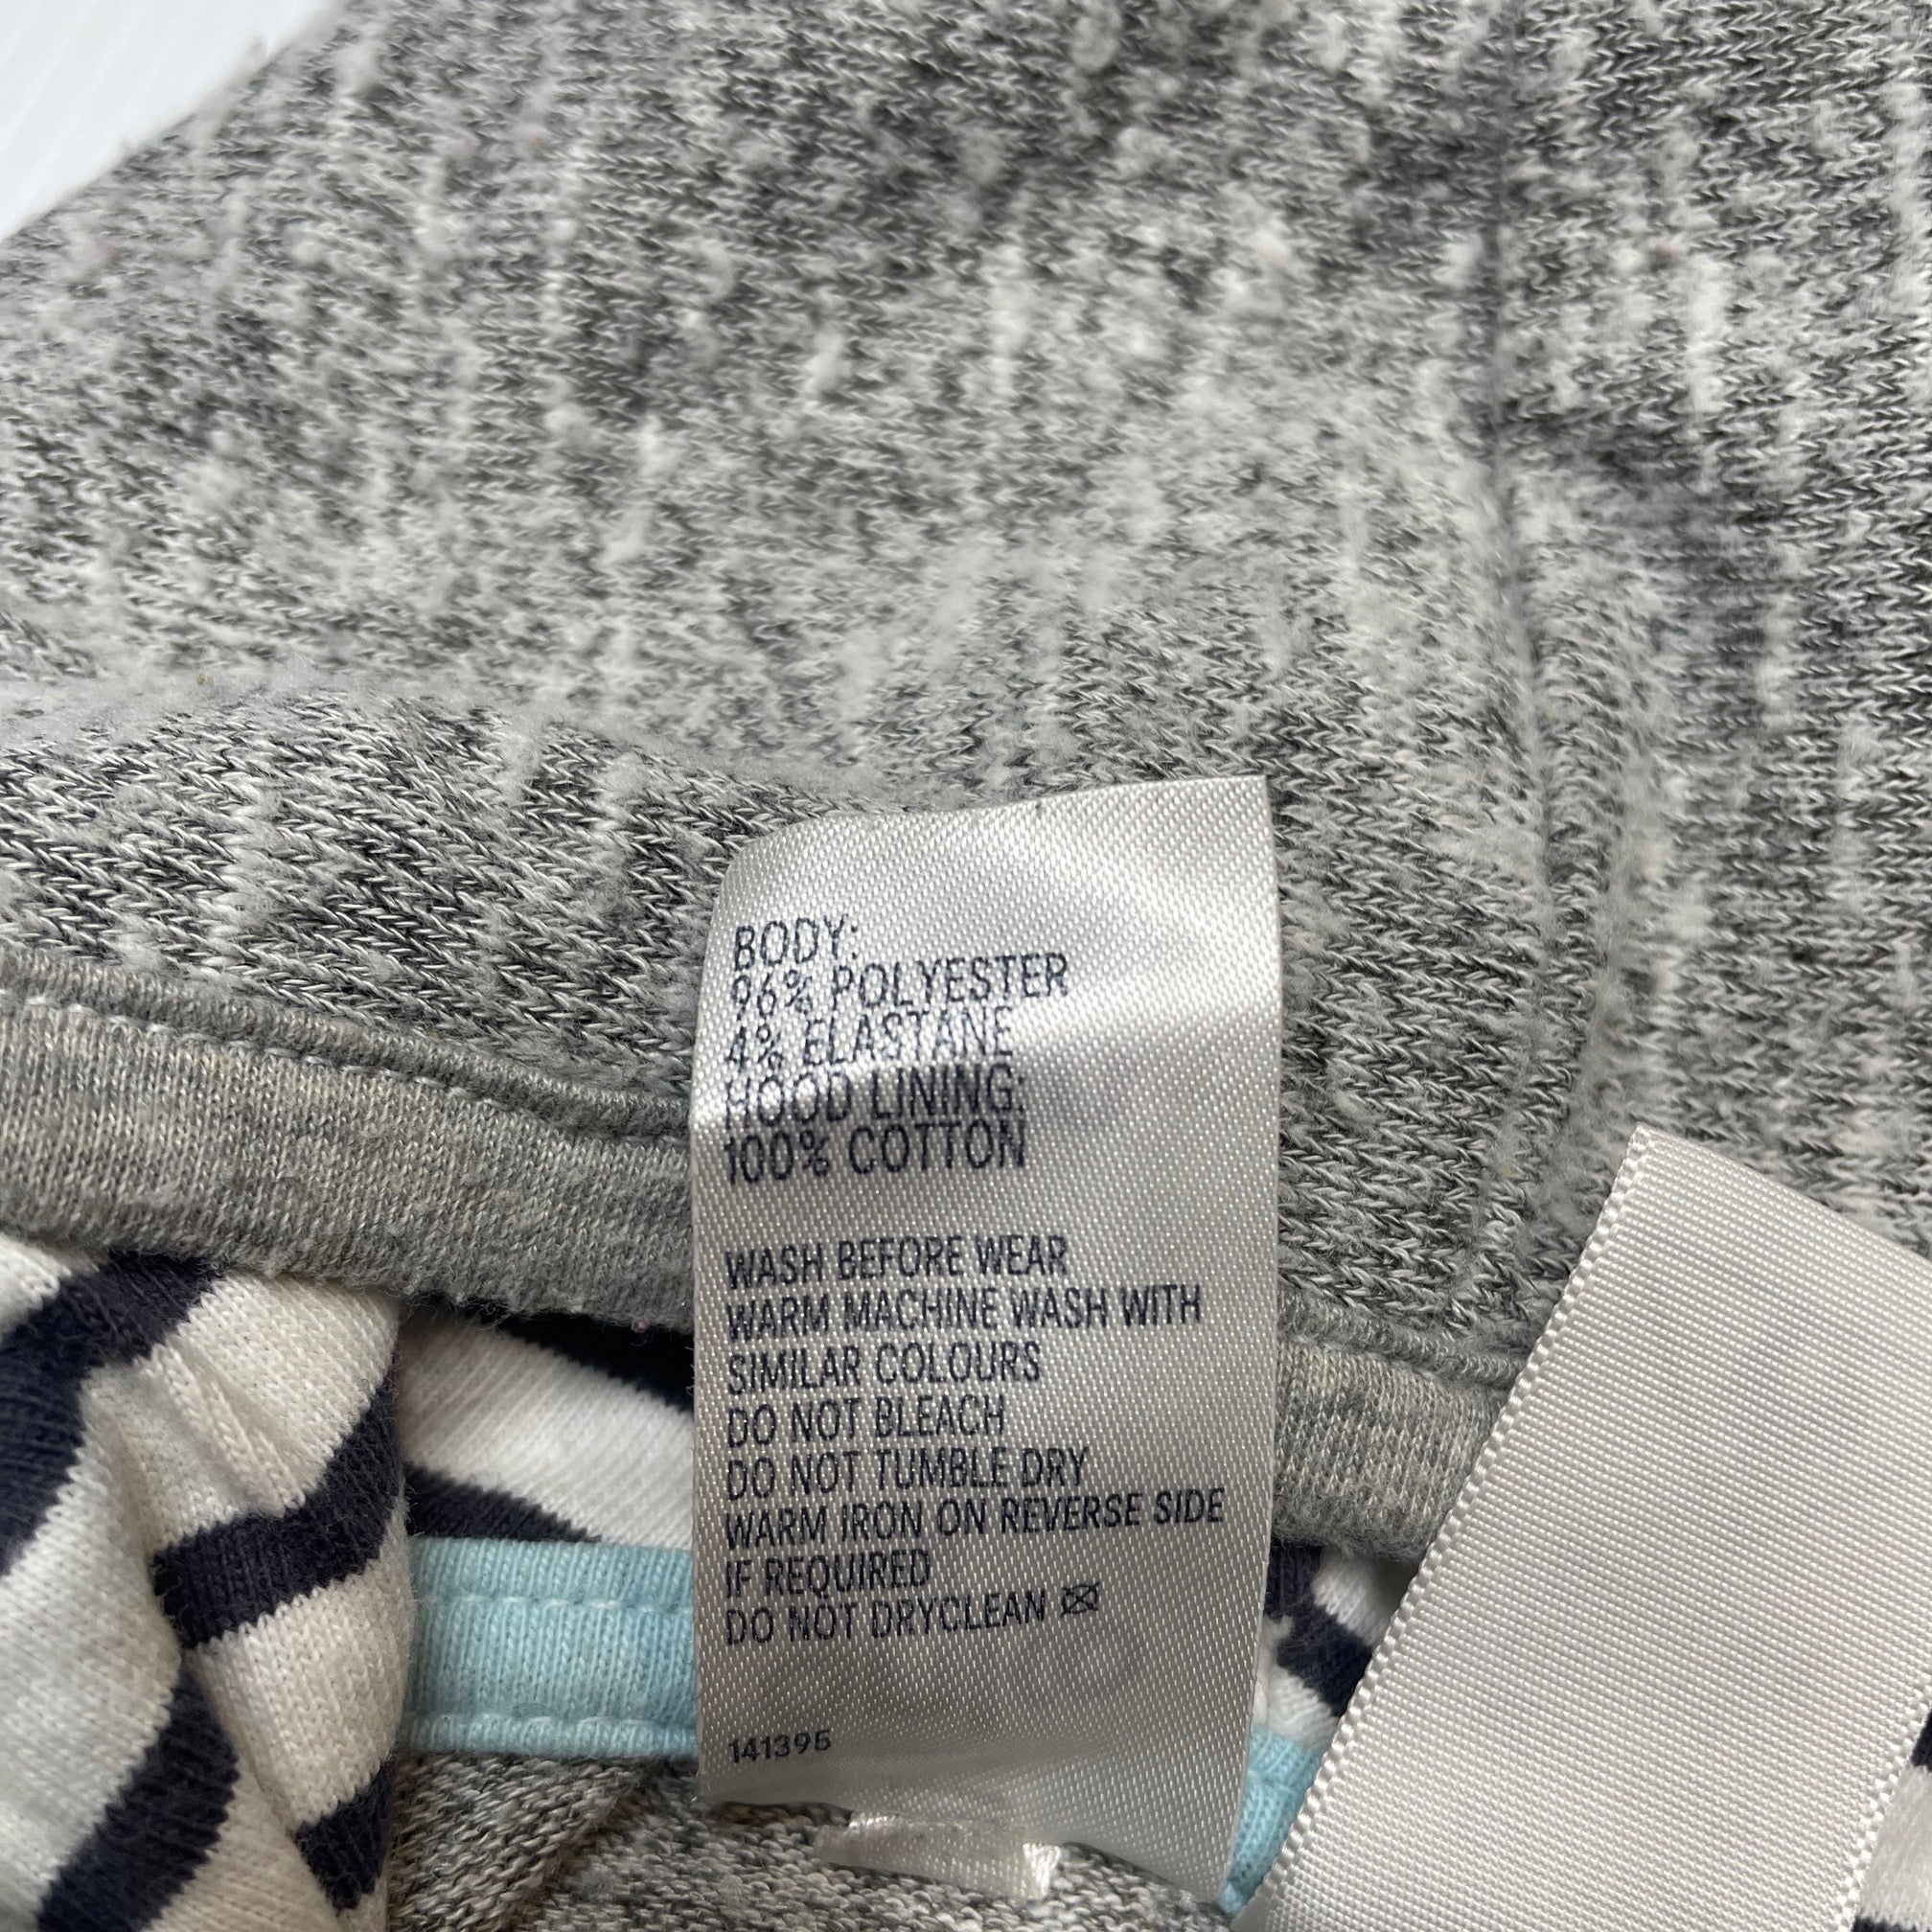 BODY:
96% POLYESTER
4% ELASTANE
HOOD LINING:
100% COTTON
WASH BEFORE WEAR
WARM MACHINE WASH WITH
SIMILAR COLOURS
DO NOT BLEACH
DO NOT TUMBLE DRY
WARM IRON ON REVERSE SIDE
IF REQUIRED
DO NOT DRYCLEAN
141395